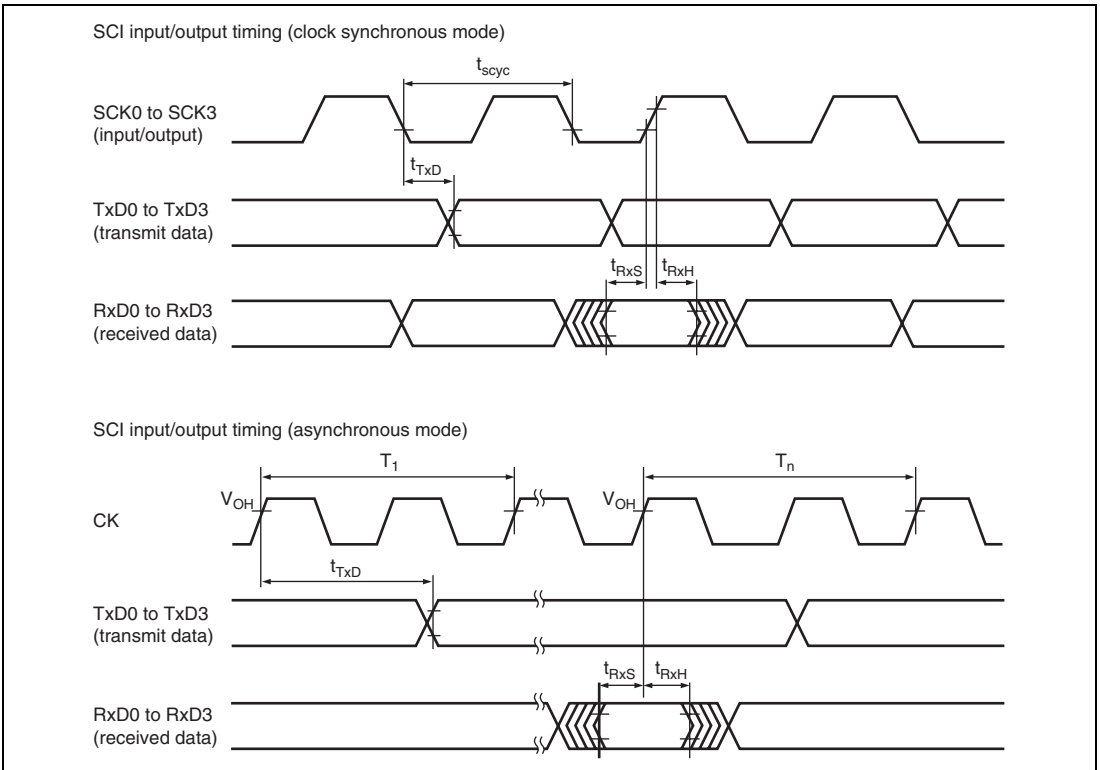 SCI input/output timing (clock synchronous mode)
tscyc
SCK0 to SCK3
(input/output)
tTxD
TxD0 to TxD3
(transmit data)
tRxS tRxH
RxD0 to RxD3
(received data)
SCI input/output timing (asynchronous mode)
T1 Tn
VOH VOH
CK
tTxD
TxD0 to TxD3
(transmit data)
tRxS tRxH
RxD0 to RxD3
(received data)